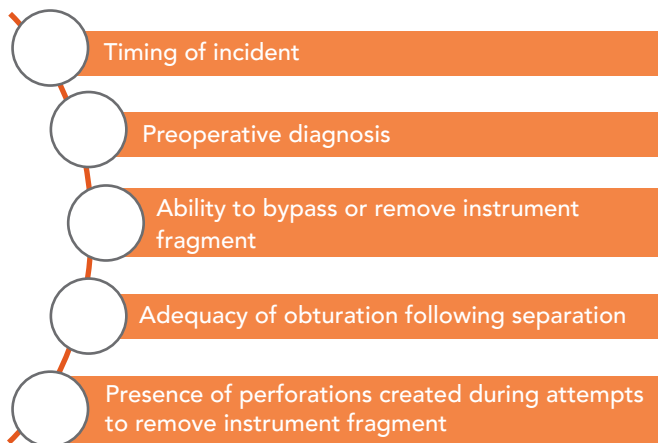 Timing of incident
Preoperative diagnosis
Ability to bypass or remove instrument
fragment
Adequacy of obturation following separation
Presence of perforations created during attempts
to remove instrument fragment